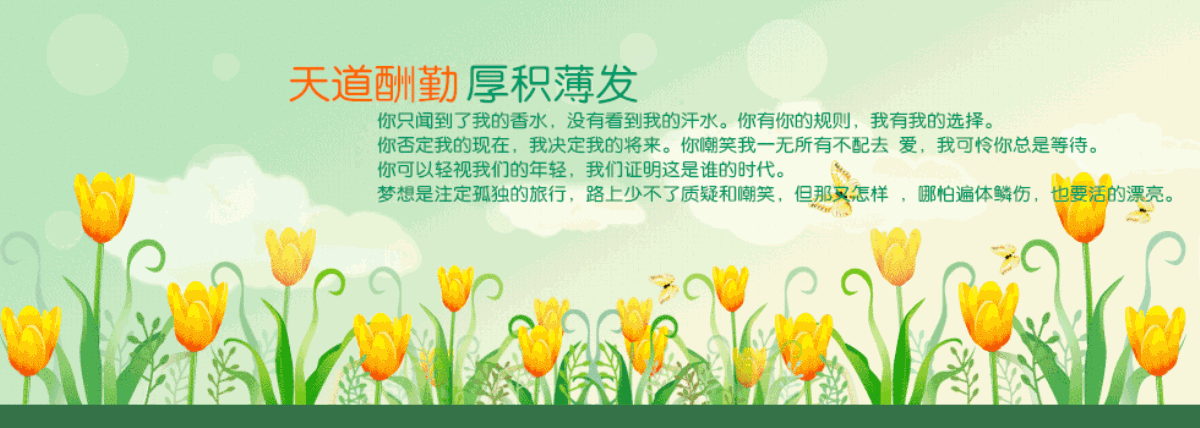 天道酬勤 厚积薄发
你只闻到了我的香水，没有看到我的汗水。你有你的规则，我有我的选择。
你否定我的现在，我决定我的将来。你嘲笑我一无所有不配去 爱，我可怜你总是等待。
你可以轻视我们的年轻，我们证明这是谁的时代。
梦想是注定孤独的旅行，路上少不了质疑和嘲笑，但那又怎样 ，哪怕遍体鳞伤，也要活的漂亮。